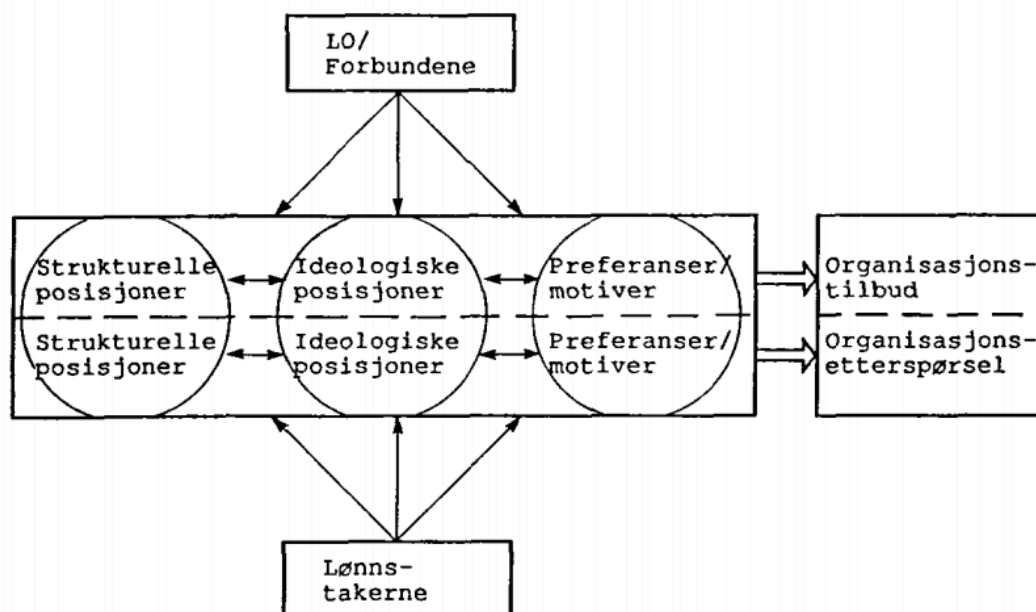 LO/
Forbundene
Strukturelle
posisjoner
Ideologiske
posisjoner
Preferanser/
motiver
Organisasjons-
tilbud
Strukturelle
posisjoner
Ideologiske
posisjoner
Preferanser/
motiver
Organisasjons-
etterspørsel
Lønns-
takerne